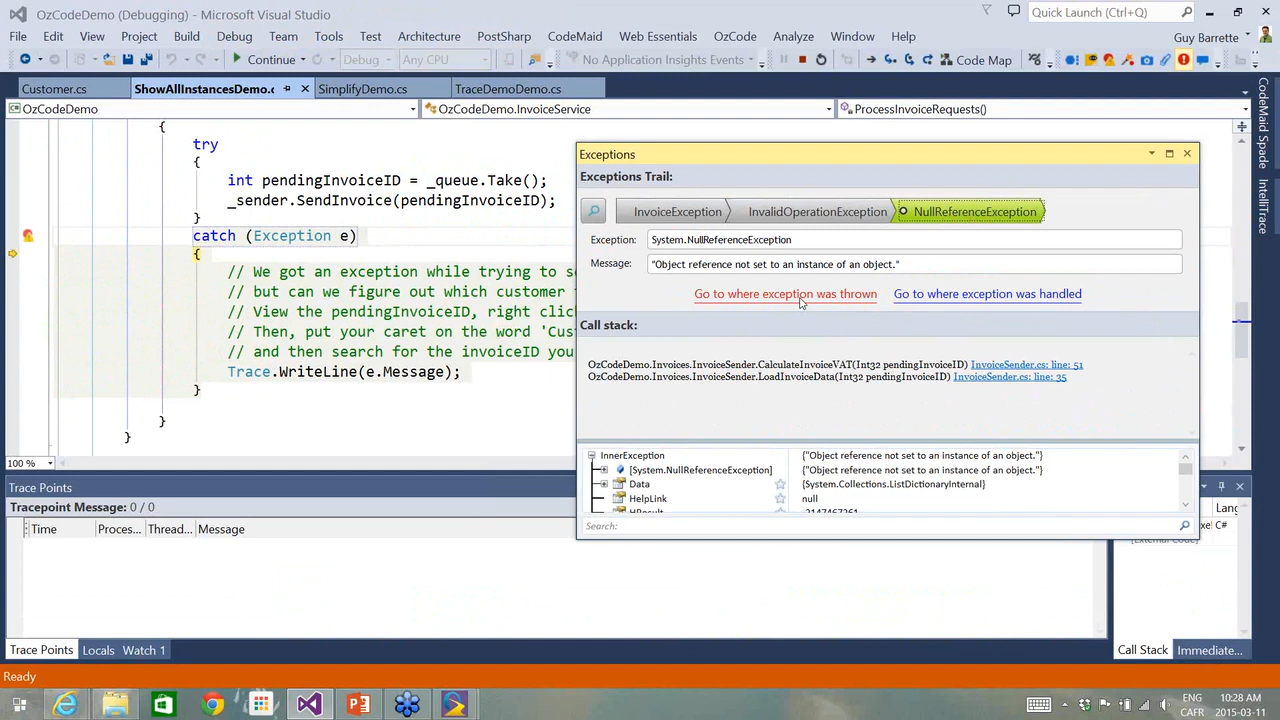 OzCodeDemo (Debugging) - Microsoft Visual Studio
Quick Launch (Ctrl+Q)
File Edit View Project Build Debug Team Tools Test Architecture PostSharp CodeMaid Web Essentials OzCode Analyze Window Help
Guy Barrette
Continue Debug Any CPU No Application Insights Events Code Map
Customer.cs ShowAllInstancesDemo.c SimplifyDemo.cs TraceDemoDemo.cs
OzCodeDemo OzCodeDemo.InvoiceService ProcessInvoiceRequests()
CodeMaid Spade
IntelliTrace
{
try
{
int pendingInvoiceID = _queue.Take();
_sender.SendInvoice(pendingInvoiceID);
}
catch (Exception e)
{
// We got an exception while trying to s
// but can we figure out which customer
// View the pendingInvoiceID, right clic
// Then, put your caret on the word 'Cus
// and then search for the invoiceID you
Trace.WriteLine(e.Message);
}
}
}
100 %
Exceptions
Exceptions Trail:
InvoiceException InvalidOperationException NullReferenceException
Exception: System.NullReferenceException
Message: "Object reference not set to an instance of an object."
Go to where exception was thrown Go to where exception was handled
Call stack:
OzCodeDemo.Invoices.InvoiceSender.CalculateInvoiceVAT(Int32 pendingInvoiceID) InvoiceSender.cs: line: 51
OzCodeDemo.Invoices.InvoiceSender.LoadInvoiceData(Int32 pendingInvoiceID) InvoiceSender.cs: line: 35
InnerException {"Object reference not set to an instance of an object."}
[System.NullReferenceException] {"Object reference not set to an instance of an object."}
Data {System.Collections.ListDictionaryInternal}
HelpLink null
HResult -2147467261
Search:
Trace Points
Tracepoint Message: 0 / 0
Time Proces... Thread... Message
Lang
C#
[External Code]
Trace Points Locals Watch 1
Call Stack Immediate...
Ready
ENG 10:28 AM
CAFR 2015-03-11